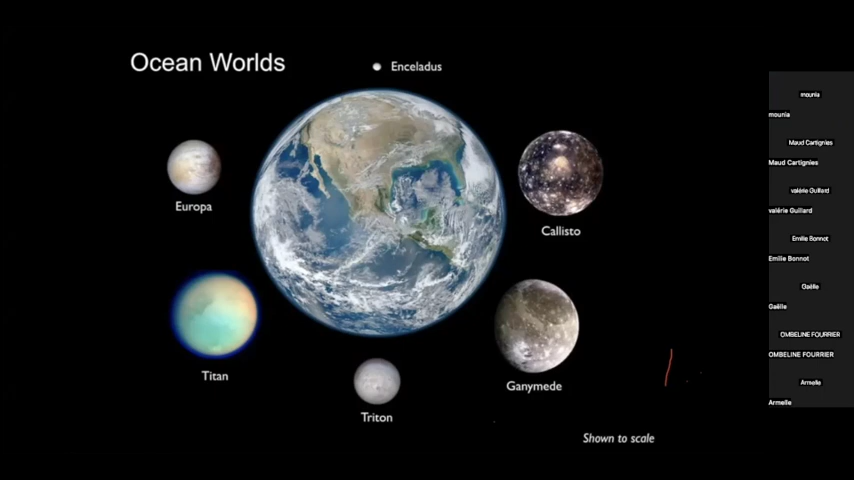 Ocean Worlds
Enceladus
Europa
Callisto
Titan
Ganymede
Triton
Shown to scale
mounia
mounia
Maud Cartignies
Maud Cartignies
valérie Guillard
valérie Guillard
Emilie Bonnot
Emilie Bonnot
Gaëlle
Gaëlle
OMBELINE FOURRIER
OMBELINE FOURRIER
Armelle
Armelle